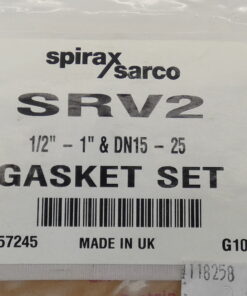 spirax
sarco
SRV2
1/2" - 1" & DN15 - 25
GASKET SET
57245 MADE IN UK G10
118258